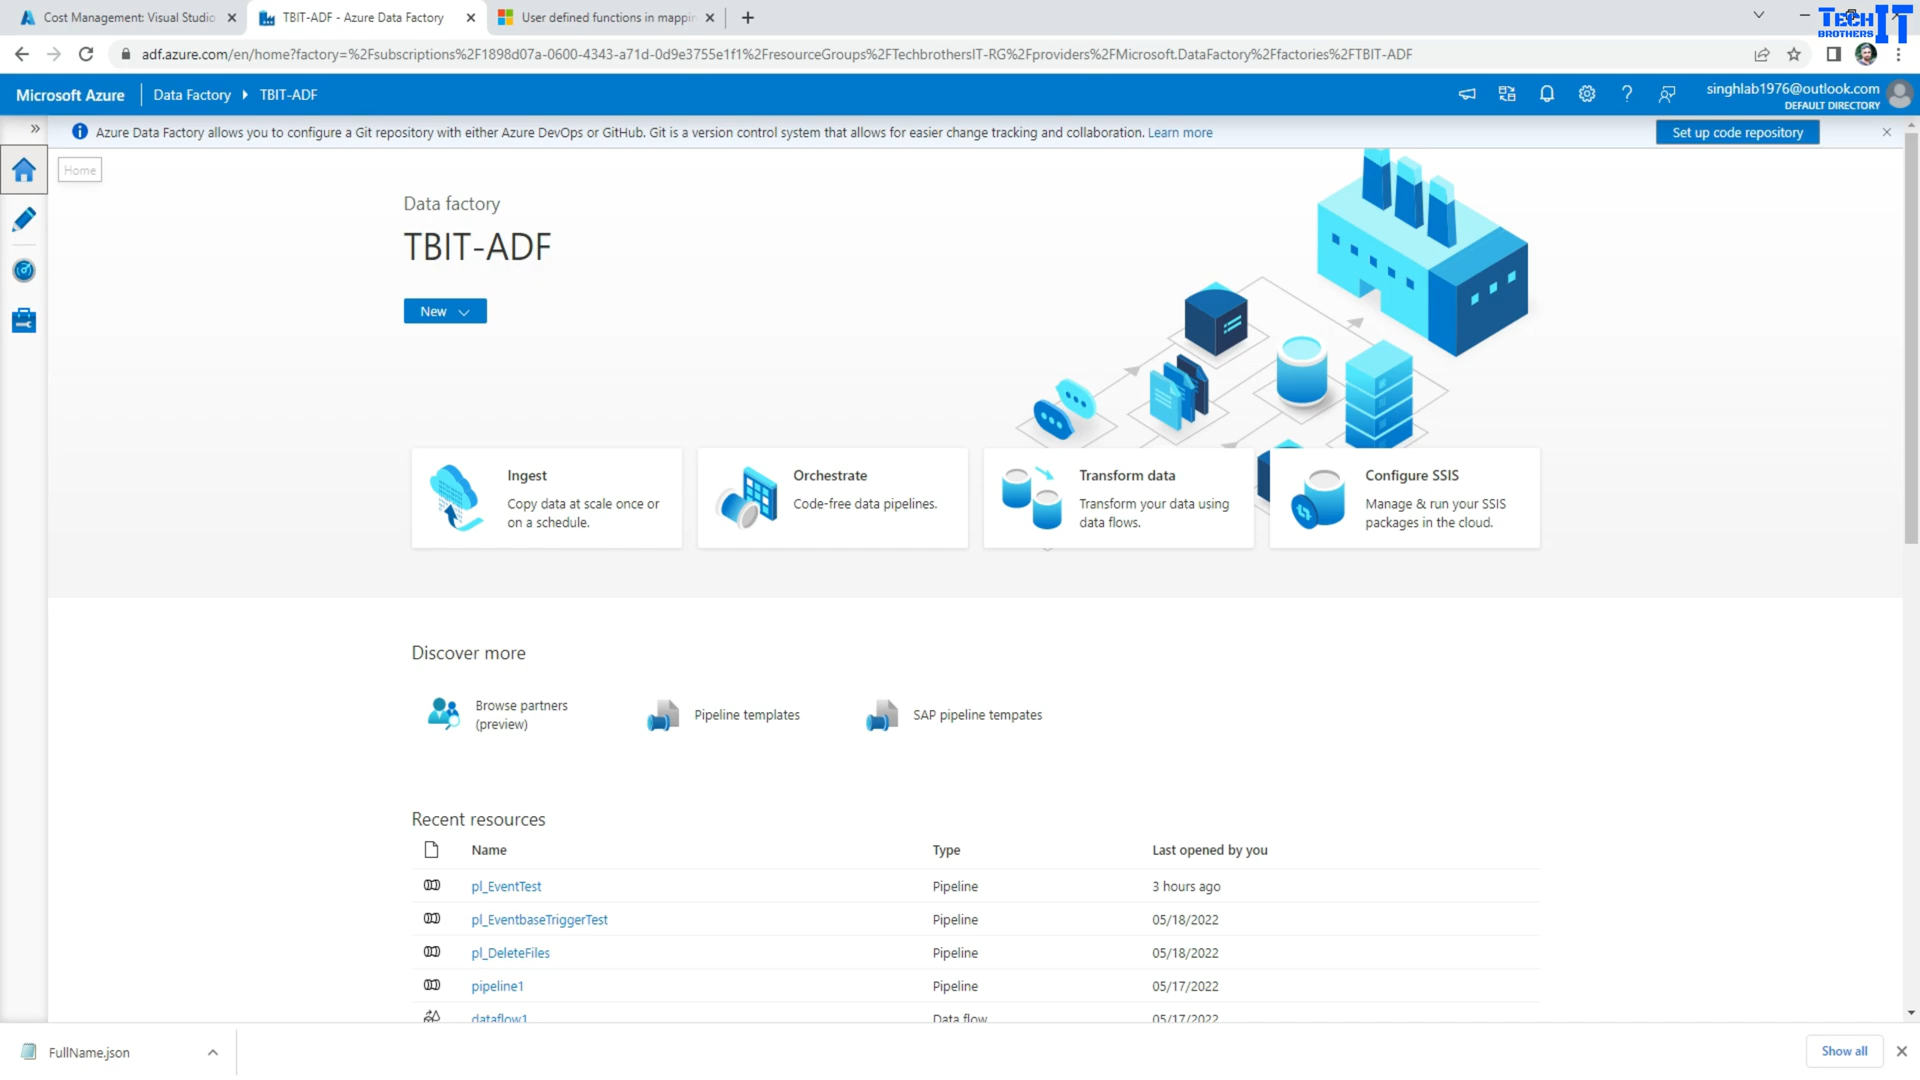 Cost Management: Visual Studio
TBIT-ADF - Azure Data Factory
User defined functions in mappin
TECH IT
BROTHERS
adf.azure.com/en/home?factory=%2Fsubscriptions%2F1898d07a-0600-4343-a71d-0d9e3755e1f1%2FresourceGroups%2FTechbrothersIT-RG%2Fproviders%2FMicrosoft.DataFactory%2Ffactories%2FTBIT-ADF
Microsoft Azure
Data Factory
TBIT-ADF
singhlab1976@outlook.com
DEFAULT DIRECTORY
Azure Data Factory allows you to configure a Git repository with either Azure DevOps or GitHub. Git is a version control system that allows for easier change tracking and collaboration. Learn more
Set up code repository
Home
Data factory
TBIT-ADF
New
Ingest
Copy data at scale once or
on a schedule.
Orchestrate
Code-free data pipelines.
Transform data
Transform your data using
data flows.
Configure SSIS
Manage & run your SSIS
packages in the cloud.
Discover more
Browse partners
(preview)
Pipeline templates
SAP pipeline tempates
Recent resources
Name Type Last opened by you
pl_EventTest Pipeline 3 hours ago
pl_EventbaseTriggerTest Pipeline 05/18/2022
pl_DeleteFiles Pipeline 05/18/2022
pipeline1 Pipeline 05/17/2022
dataflow1 Data flow 05/17/2022
FullName.json
Show all